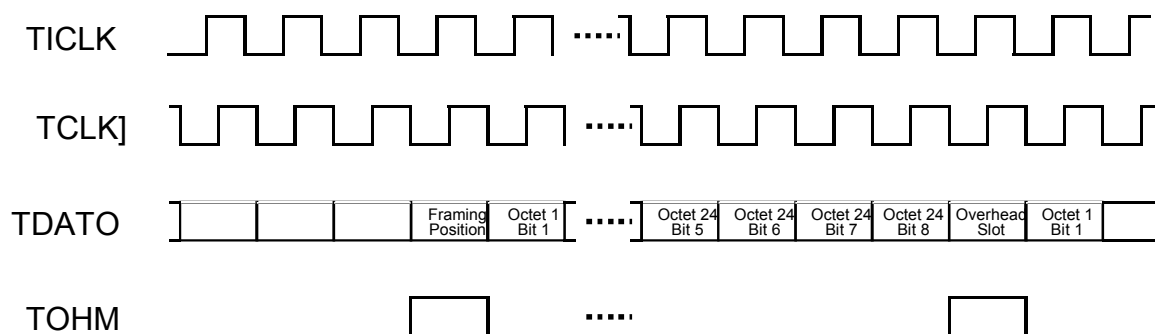 TICLK
TCLK]
TDATO
Framing
Position
Octet 1
Bit 1
Octet 24
Bit 5
Octet 24
Bit 6
Octet 24
Bit 7
Octet 24
Bit 8
Overhead
Slot
Octet 1
Bit 1
TOHM